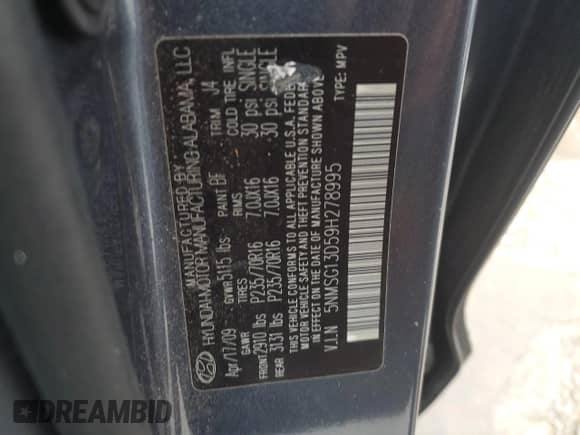 MANUFACTURED BY
HYUNDAI MOTOR MANUFACTURING ALABAMA, LLC
Apr/17/09 GVWR 5115 lbs PAINT BF TRIM J4
GAWR TIRES RIMS COLD TIRE INFL
FRONT 2910 lbs P235/70R16 7.0JX16 30 psi SINGLE
REAR 3131 lbs P235/70R16 7.0JX16 30 psi SINGLE
THIS VEHICLE CONFORMS TO ALL APPLICABLE U.S.A. FEDERAL
MOTOR VEHICLE SAFETY AND THEFT PREVENTION STANDARDS
IN EFFECT ON THE DATE OF MANUFACTURE SHOWN ABOVE
V.I.N 5NMSG13D59H278995 TYPE: MPV
DREAMBID